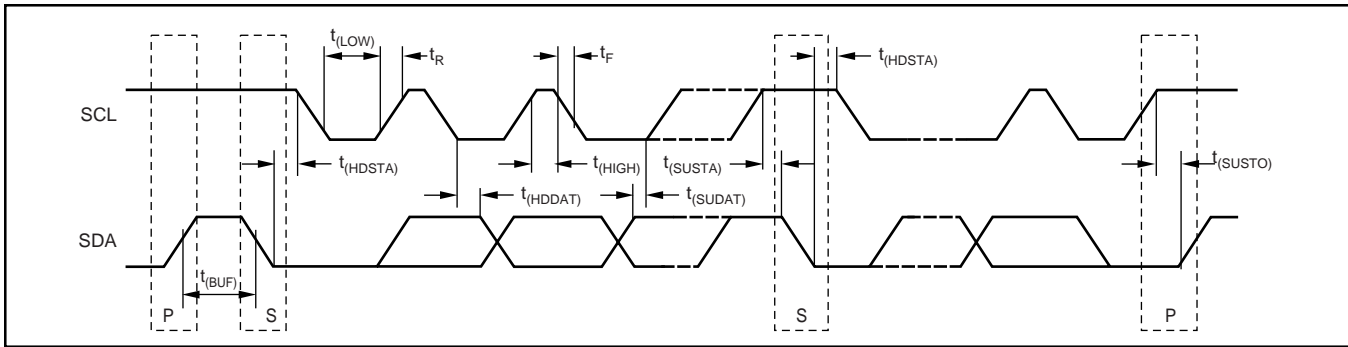 t(LOW)
tR
tF
t(HDSTA)
SCL
t(HDSTA)
t(HIGH)
t(SUSTA)
t(SUSTO)
t(HDDAT)
t(SUDAT)
SDA
t(BUF)
P
S
S
P